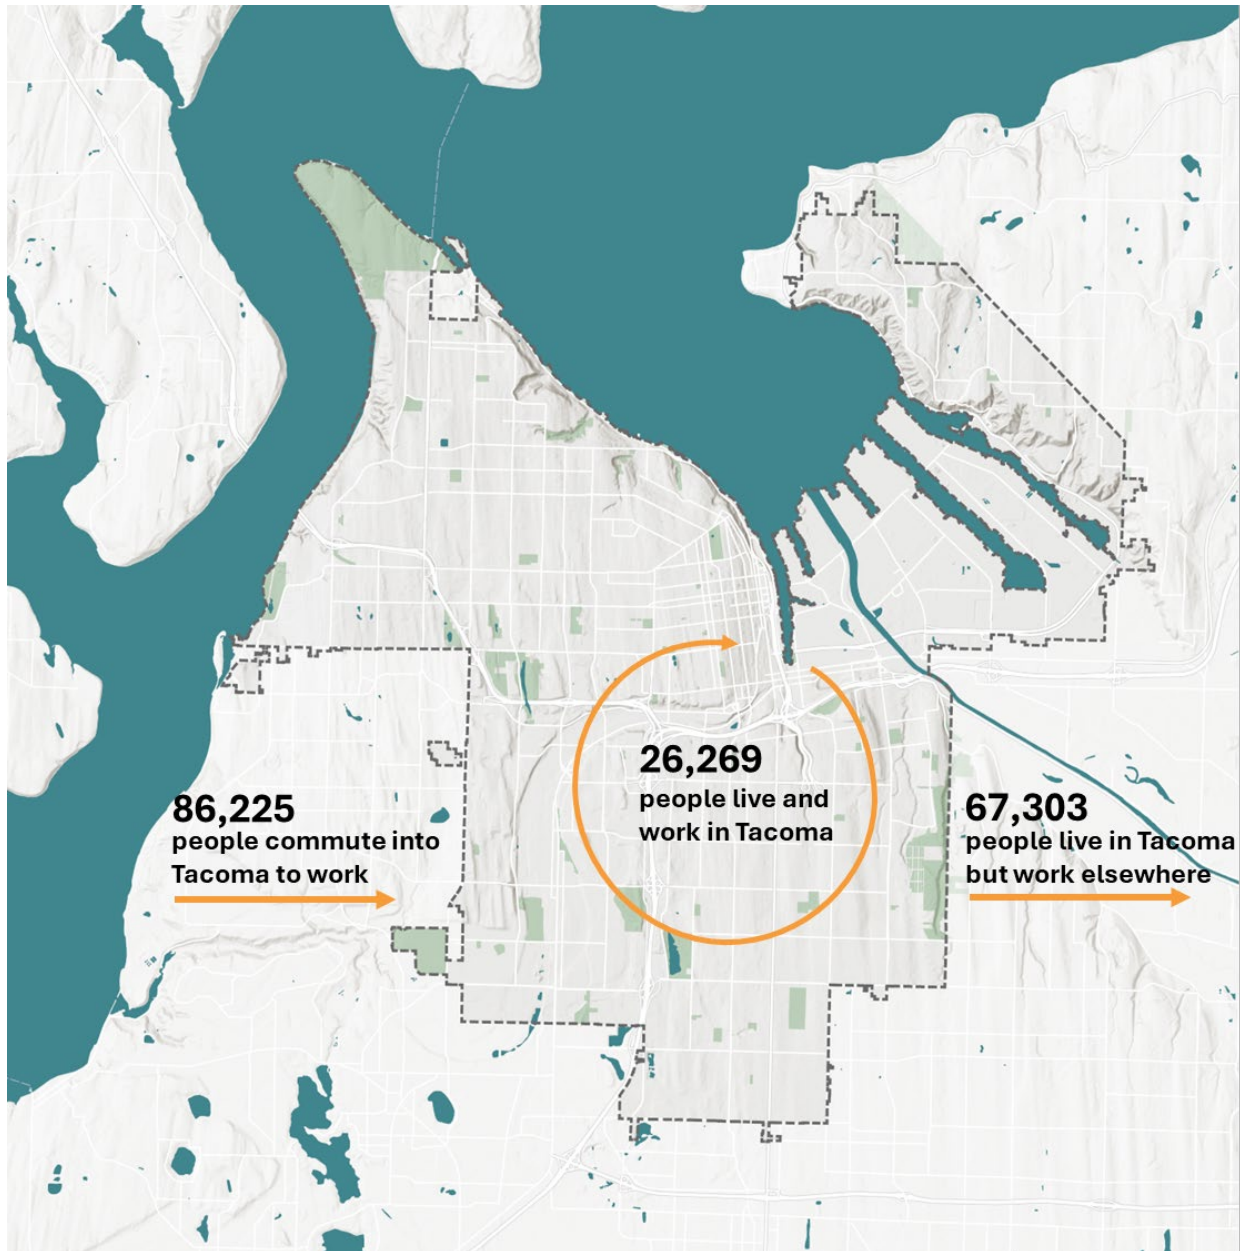 86,225
people commute into
Tacoma to work
26,269
people live and
work in Tacoma
67,303
people live in Tacoma
but work elsewhere